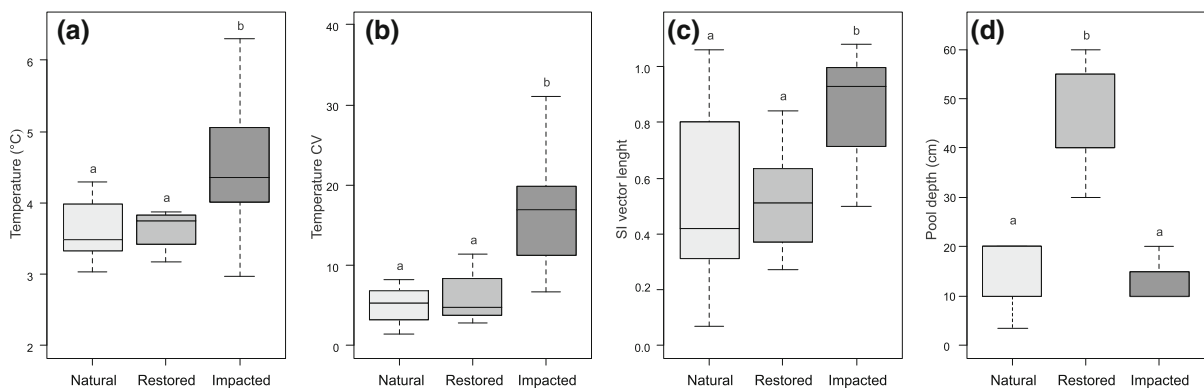 (a)
Temperature (°C)
6
5
4
3
2
a
a
b
Natural Restored Impacted
(b)
Temperature CV
40
30
20
10
0
a
a
b
Natural Restored Impacted
(c)
SI vector lenght
1.0
0.8
0.6
0.4
0.2
0.0
a
a
b
Natural Restored Impacted
(d)
Pool depth (cm)
60
50
40
30
20
10
0
a
b
a
Natural Restored Impacted